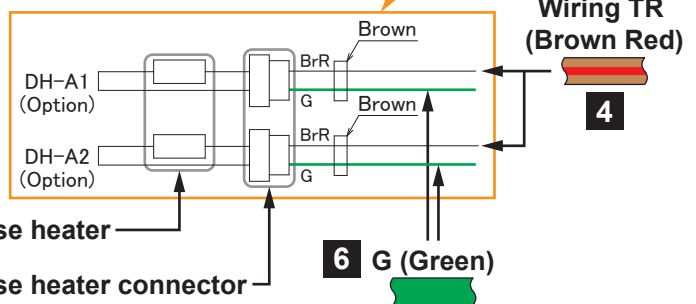 Wiring TR
(Brown Red)
4
Brown
BrR
DH-A1
(Option)
G
Brown
BrR
DH-A2
(Option)
G
se heater
se heater connector
6 G (Green)